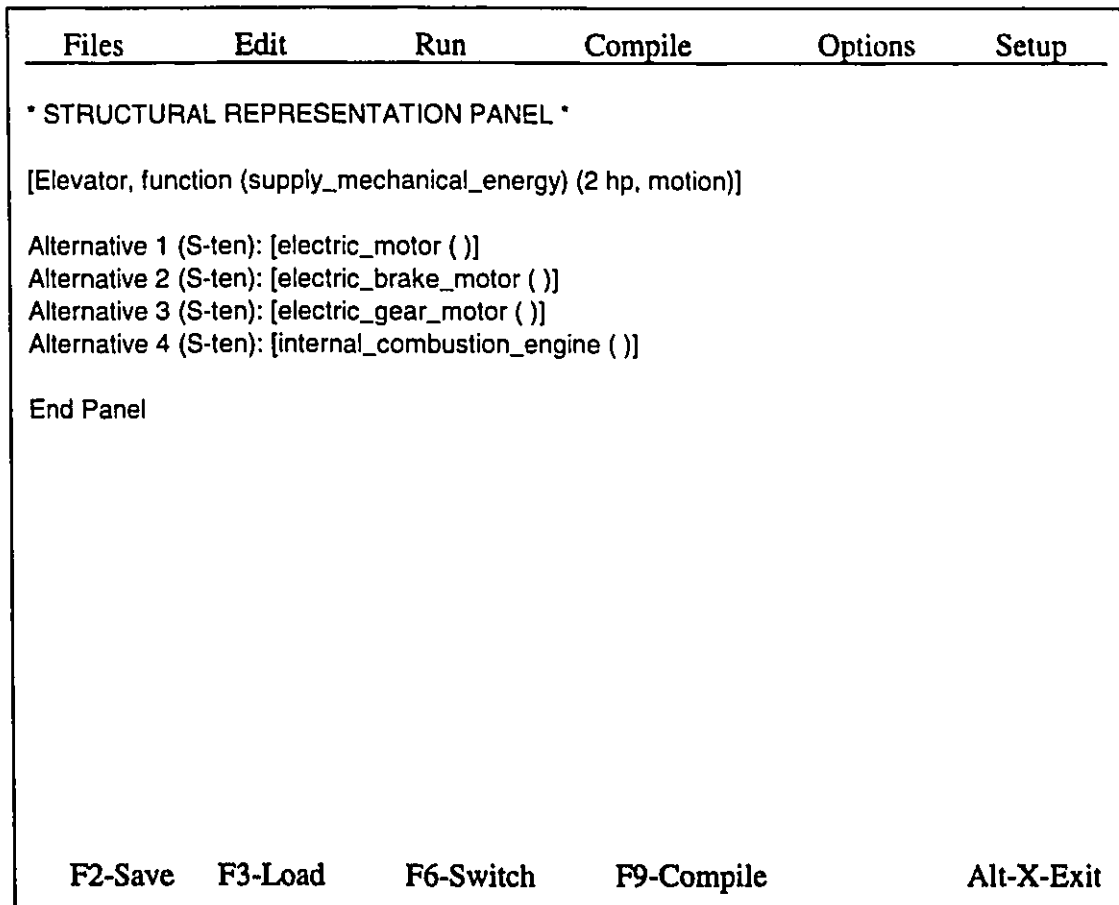 Files Edit Run Compile Options Setup
* STRUCTURAL REPRESENTATION PANEL *
[Elevator, function (supply_mechanical_energy) (2 hp, motion)]
Alternative 1 (S-ten): [electric_motor ( )]
Alternative 2 (S-ten): [electric_brake_motor ( )]
Alternative 3 (S-ten): [electric_gear_motor ( )]
Alternative 4 (S-ten): [internal_combustion_engine ( )]
End Panel
F2-Save F3-Load F6-Switch F9-Compile Alt-X-Exit